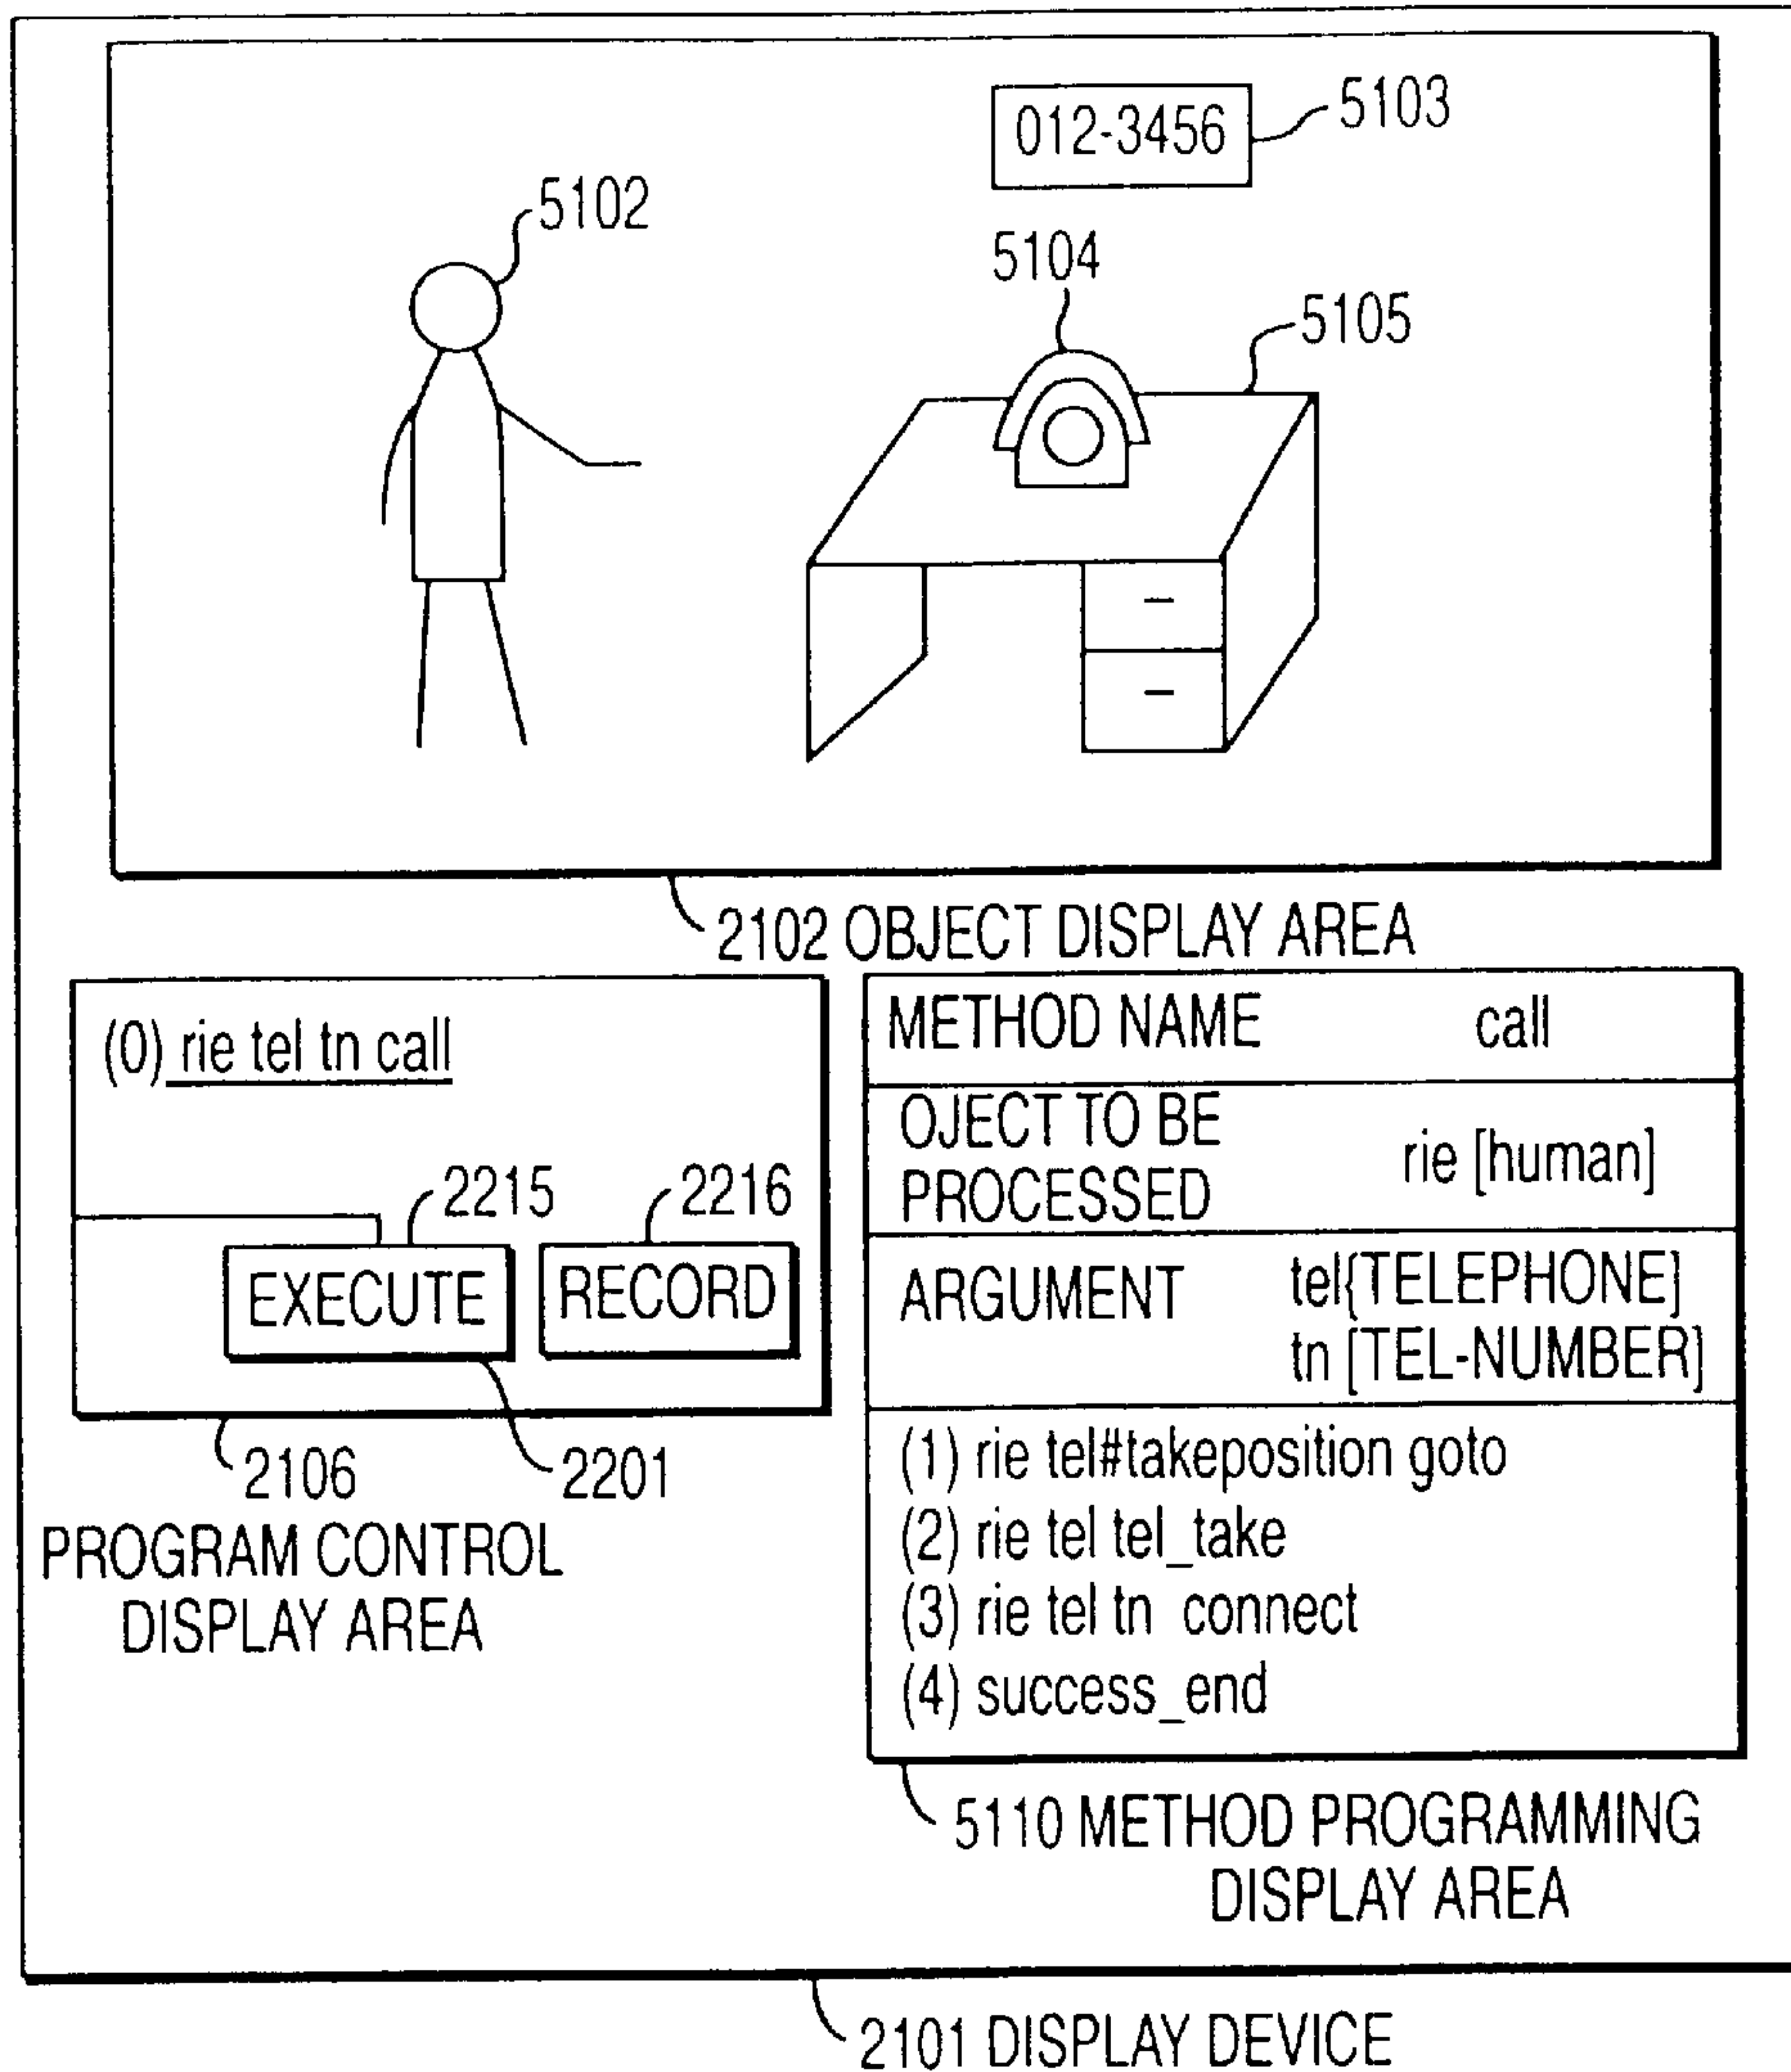 012-3456
5103
5102
5104
5105
2102 OBJECT DISPLAY AREA
(0) rie tel tn call
2215
2216
EXECUTE
RECORD
2106
2201
PROGRAM CONTROL
DISPLAY AREA
METHOD NAME call
OJECT TO BE
PROCESSED
rie [human]
ARGUMENT
tel{TELEPHONE]
tn [TEL-NUMBER]
(1) rie tel#takeposition goto
(2) rie tel tel_take
(3) rie tel tn connect
(4) success_end
5110 METHOD PROGRAMMING
DISPLAY AREA
2101 DISPLAY DEVICE